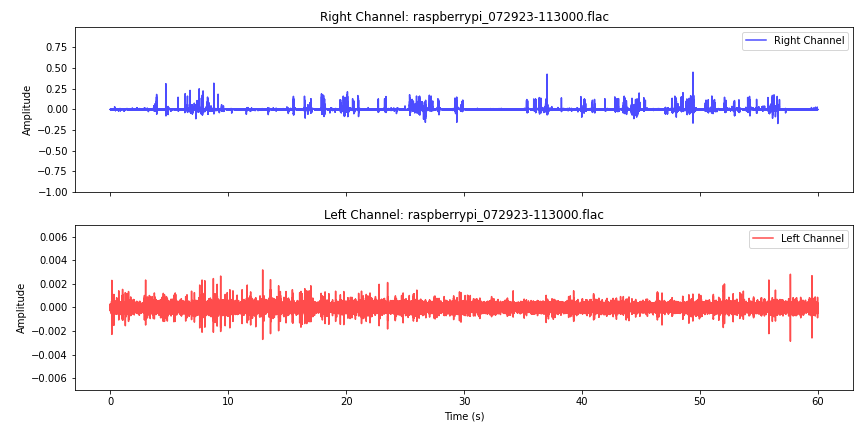 Right Channel: raspberrypi_072923-113000.flac
Right Channel
Amplitude
0.75
0.50
0.25
0.00
−0.25
−0.50
−0.75
−1.00
Left Channel: raspberrypi_072923-113000.flac
Left Channel
Amplitude
0.006
0.004
0.002
0.000
−0.002
−0.004
−0.006
0 10 20 30 40 50 60
Time (s)